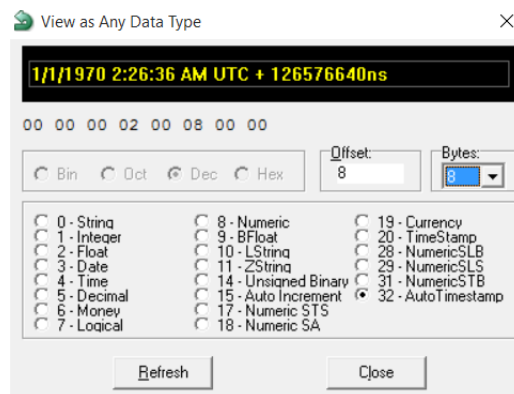 View as Any Data Type
1/1/1970 2:26:36 AM UTC + 126576640ns
00 00 00 02 00 08 00 00
Bin Oct Dec Hex
Offset:
8
Bytes:
8
0 - String
1 - Integer
2 - Float
3 - Date
4 - Time
5 - Decimal
6 - Money
7 - Logical
8 - Numeric
9 - BFloat
10 - LString
11 - ZString
14 - Unsigned Binary
15 - Auto Increment
17 - Numeric STS
18 - Numeric SA
19 - Currency
20 - TimeStamp
28 - NumericSLB
29 - NumericSLS
31 - NumericSTB
32 - AutoTimestamp
Refresh
Close